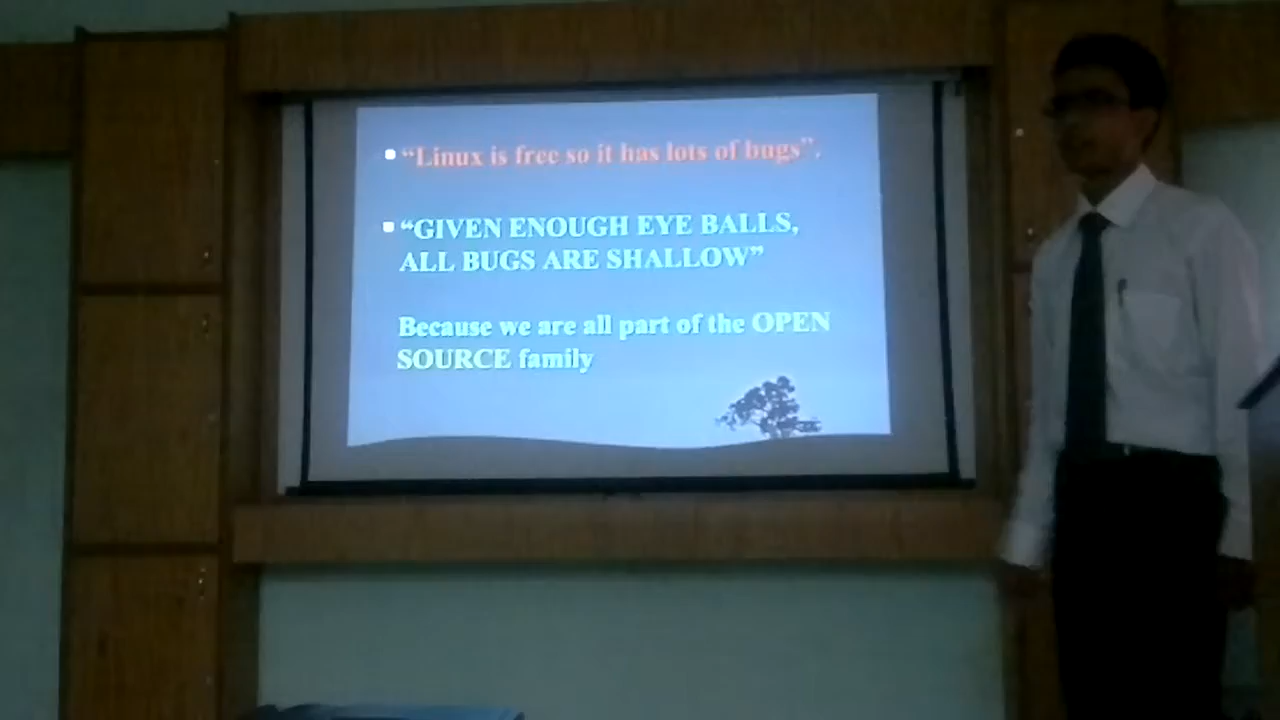 “Linux is free so it has lots of bugs”.
“GIVEN ENOUGH EYE BALLS,
ALL BUGS ARE SHALLOW”
Because we are all part of the OPEN
SOURCE family